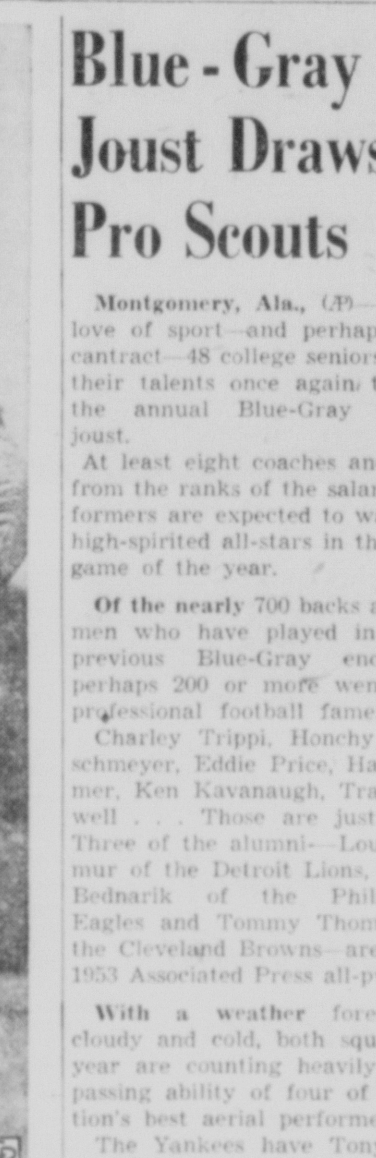 Blue - Gray
Joust Draws
Pro Scouts
Montgomery, Ala., (AP)—
love of sport—and perhap
cantract—48 college seniors
their talents once again t
the annual Blue-Gray
joust.
At least eight coaches an
from the ranks of the salar
formers are expected to wa
high-spirited all-stars in th
game of the year.
Of the nearly 700 backs a
men who have played in
previous Blue-Gray enc
perhaps 200 or more wen
professional football fame
Charley Trippi, Honchy
schmeyer, Eddie Price, Ha
mer, Ken Kavanaugh, Tra
well . . . Those are just
Three of the alumni—Lou
mur of the Detroit Lions,
Bednarik of the Phil
Eagles and Tommy Thom
the Cleveland Browns—are
1953 Associated Press all-p
With a weather fore
cloudy and cold, both squ
year are counting heavily
passing ability of four of
tion's best aerial performe
The Yankees have Tony